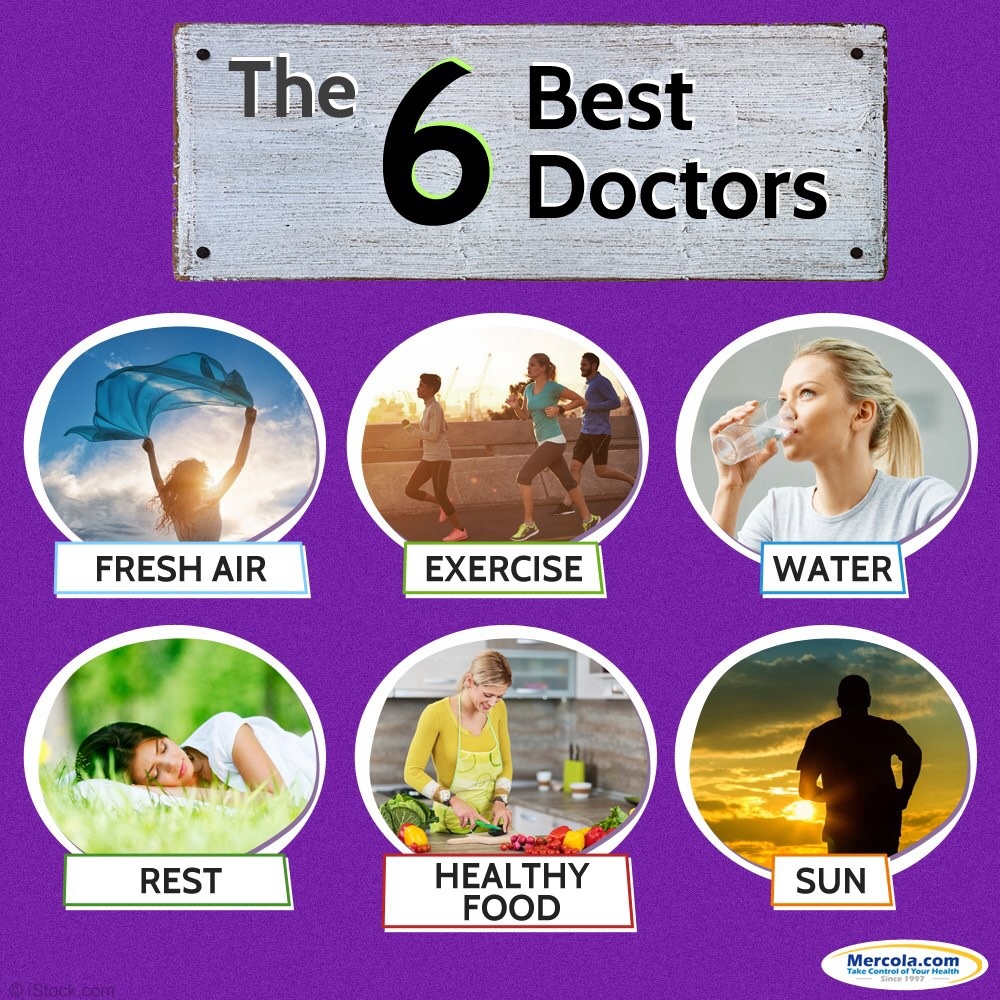 The 6 Best
Doctors
FRESH AIR
EXERCISE
WATER
REST
HEALTHY
FOOD
SUN
Mercola.com
Take Control of Your Health
Since 1997
© iStock.com